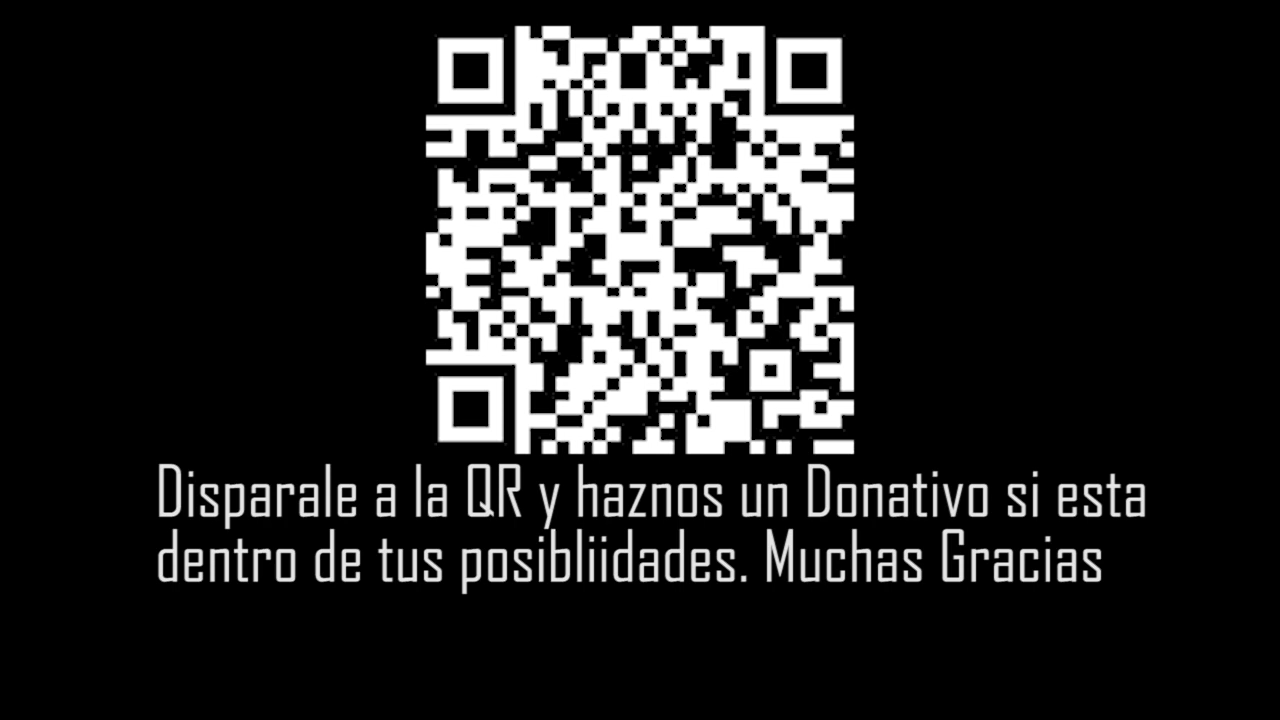 Disparale a la QR y haznos un Donativo si esta
dentro de tus posibliidades. Muchas Gracias